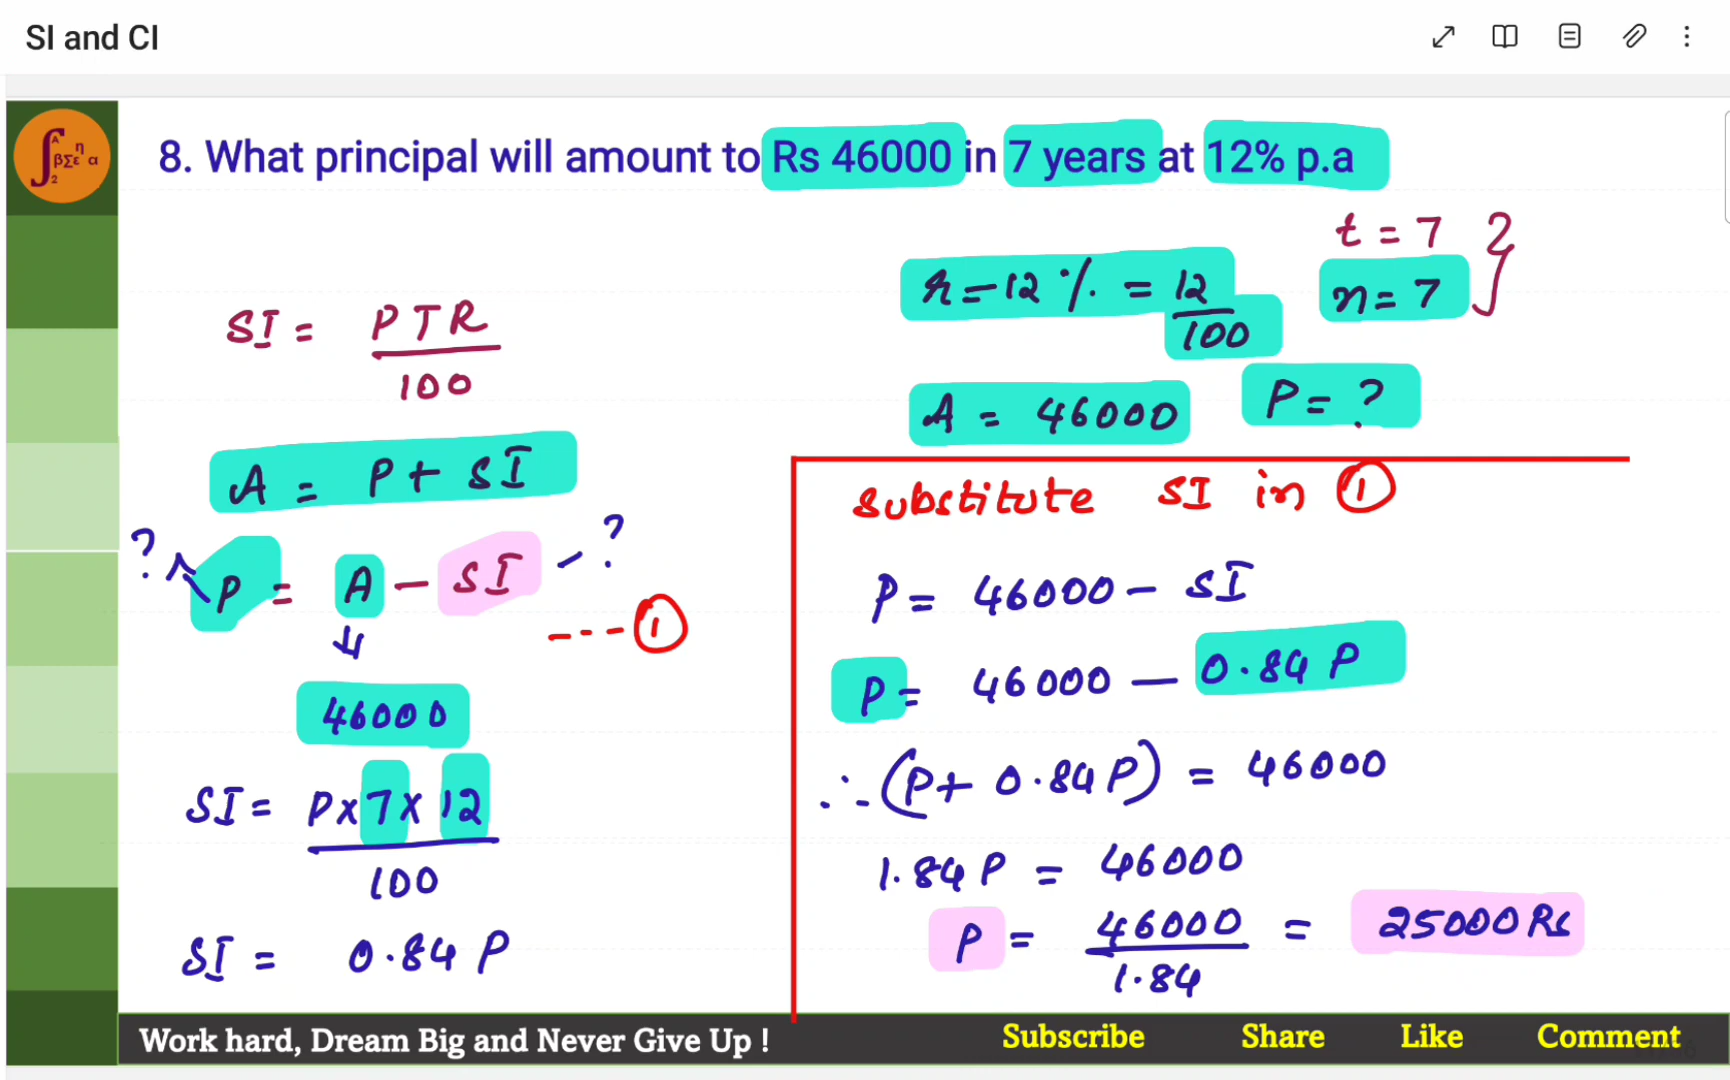 SI and CI
8. What principal will amount to Rs 46000 in 7 years at 12% p.a
t = 7
n = 7
r = 12 % = 12/100
A = 46000 P = ?
SI = PTR/100
A = P + SI
? P = A - SI - ?
--- 1
46000
SI = P x 7 x 12/100
SI = 0.84 P
Substitute SI in 1
P = 46000 - SI
P = 46000 - 0.84 P
∴ (P + 0.84 P) = 46000
1.84 P = 46000
P = 46000/1.84 = 25000 Rs
Work hard, Dream Big and Never Give Up !
Subscribe Share Like Comment